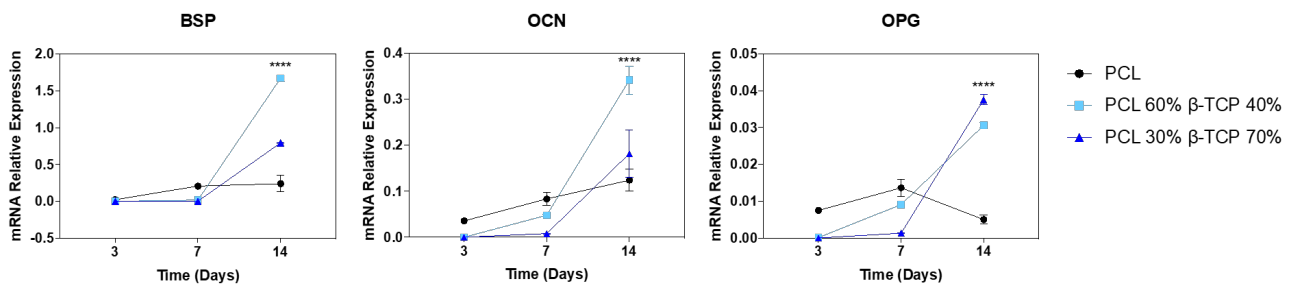 BSP
mRNA Relative Expression
2.0
1.5
1.0
0.5
0.0
-0.5
****
3 7 14
Time (Days)
OCN
mRNA Relative Expression
0.4
0.3
0.2
0.1
0.0
****
3 7 14
Time (Days)
OPG
mRNA Relative Expression
0.05
0.04
0.03
0.02
0.01
0.00
****
3 7 14
Time (Days)
PCL
PCL 60% β-TCP 40%
PCL 30% β-TCP 70%